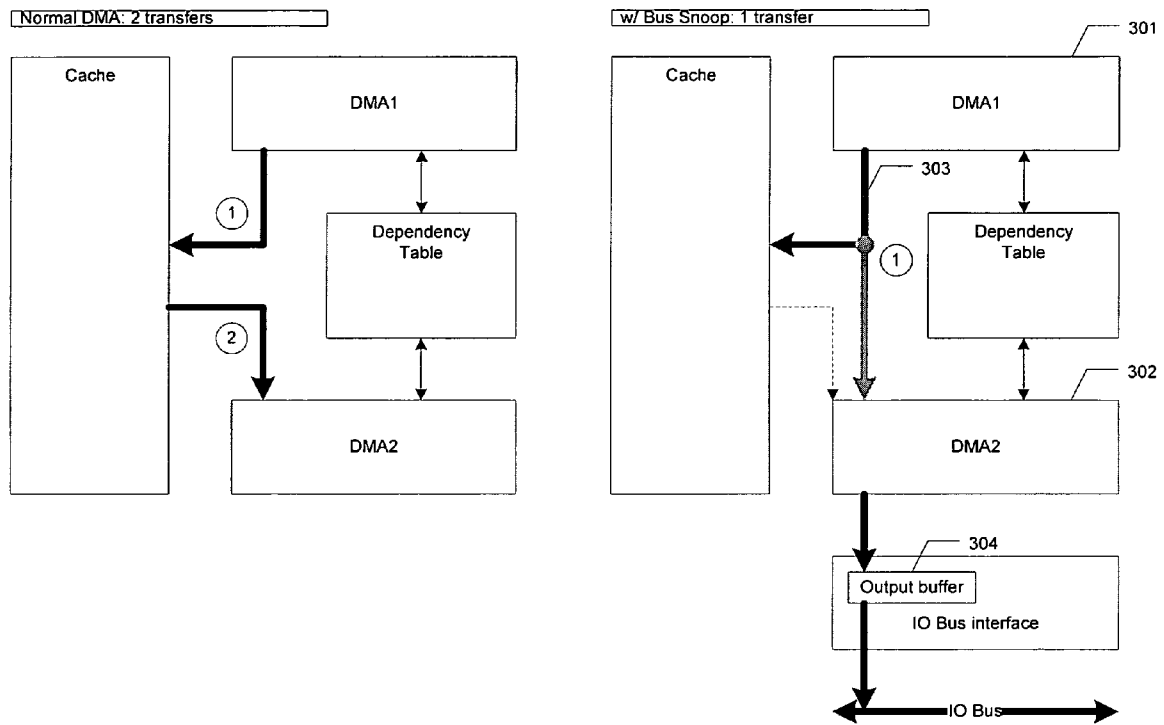 Normal DMA: 2 transfers
Cache
DMA1
1
Dependency
Table
2
DMA2
w/ Bus Snoop: 1 transfer
301
Cache
DMA1
303
1
Dependency
Table
302
DMA2
304
Output buffer
IO Bus interface
IO Bus